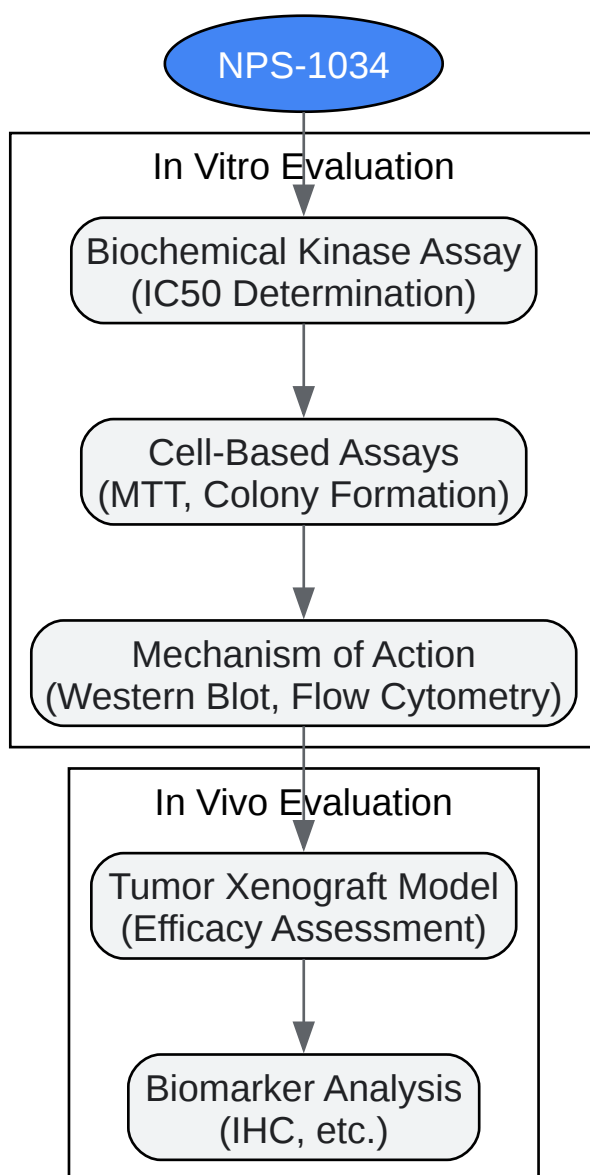 NPS-1034
In Vitro Evaluation
Biochemical Kinase Assay
(IC50 Determination)
Cell-Based Assays
(MTT, Colony Formation)
Mechanism of Action
(Western Blot, Flow Cytometry)
In Vivo Evaluation
Tumor Xenograft Model
(Efficacy Assessment)
Biomarker Analysis
(IHC, etc.)